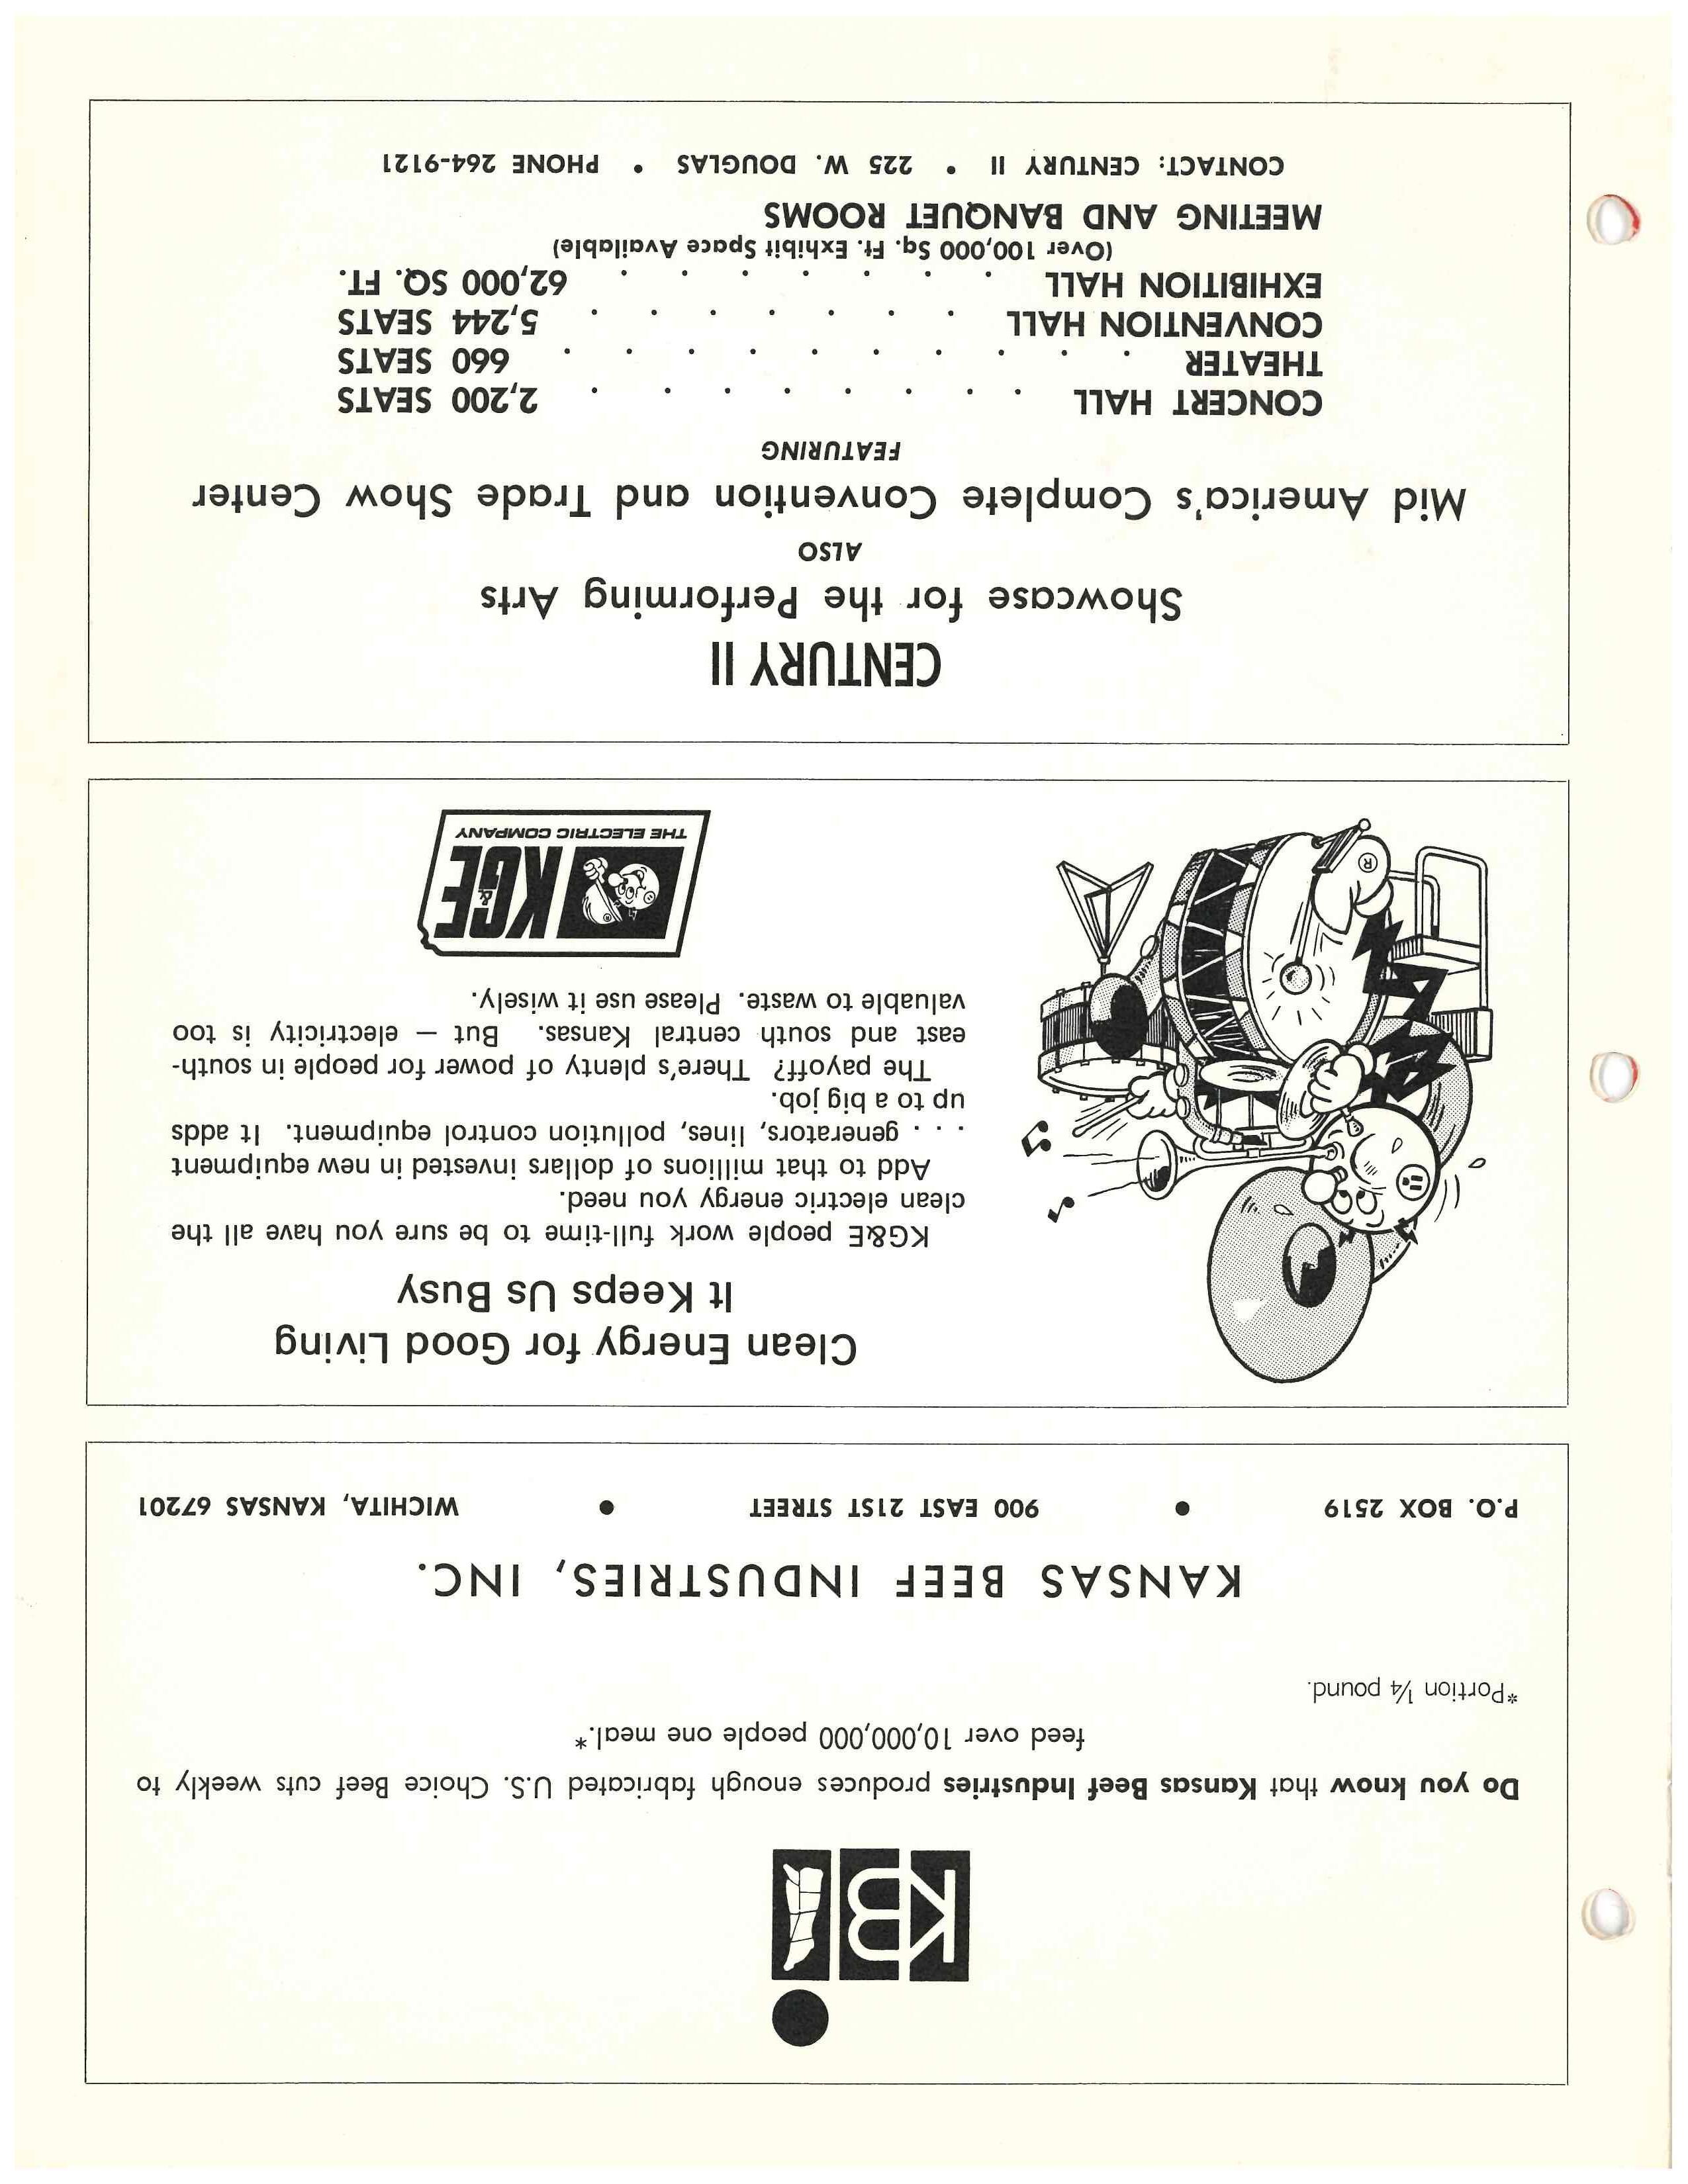 KBI
Do you know that Kansas Beef Industries produces enough fabricated U.S. Choice Beef cuts weekly to
feed over 10,000,000 people one meal.*
*Portion ¼ pound.
KANSAS BEEF INDUSTRIES, INC.
P.O. BOX 2519 • 900 EAST 21ST STREET • WICHITA, KANSAS 67201
Clean Energy for Good Living
It Keeps Us Busy
KG&E people work full-time to be sure you have all the
clean electric energy you need.
Add to that millions of dollars invested in new equipment
. . . generators, lines, pollution control equipment. It adds
up to a big job.
The payoff? There's plenty of power for people in south-
east and south central Kansas. But — electricity is too
valuable to waste. Please use it wisely.
KG&E
THE ELECTRIC COMPANY
®
CENTURY II
Showcase for the Performing Arts
ALSO
Mid America's Complete Convention and Trade Show Center
FEATURING
CONCERT HALL . . . . . . . . 2,200 SEATS
THEATER . . . . . . . . . . 660 SEATS
CONVENTION HALL . . . . . . . 5,244 SEATS
EXHIBITION HALL . . . . . . . 62,000 SQ. FT.
(Over 100,000 Sq. Ft. Exhibit Space Available)
MEETING AND BANQUET ROOMS
CONTACT: CENTURY II • 225 W. DOUGLAS • PHONE 264-9121